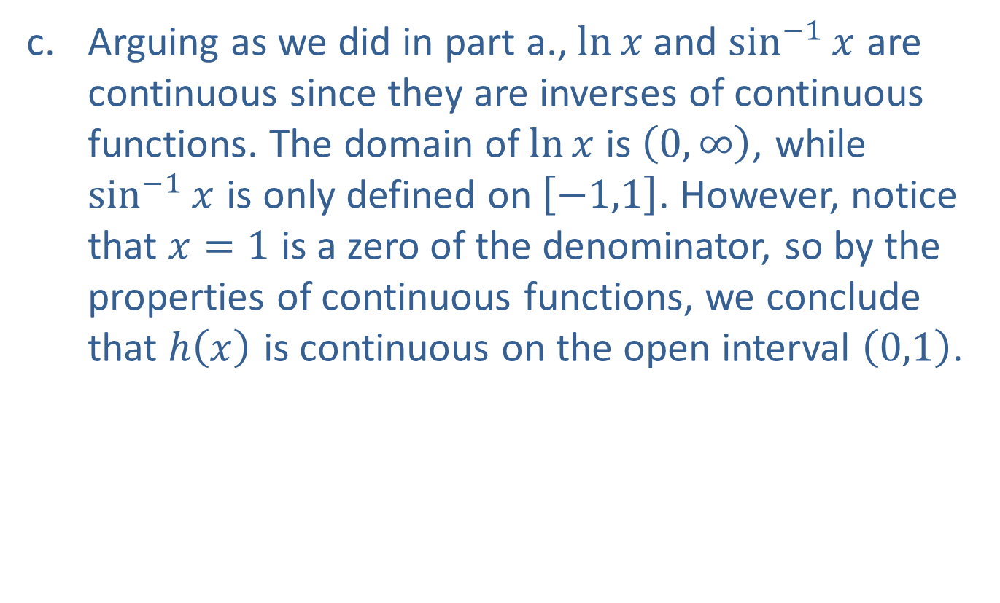 c. Arguing as we did in part a., ln x and sin⁻¹ x are
continuous since they are inverses of continuous
functions. The domain of ln x is (0, ∞), while
sin⁻¹ x is only defined on [−1,1]. However, notice
that x = 1 is a zero of the denominator, so by the
properties of continuous functions, we conclude
that h(x) is continuous on the open interval (0,1).